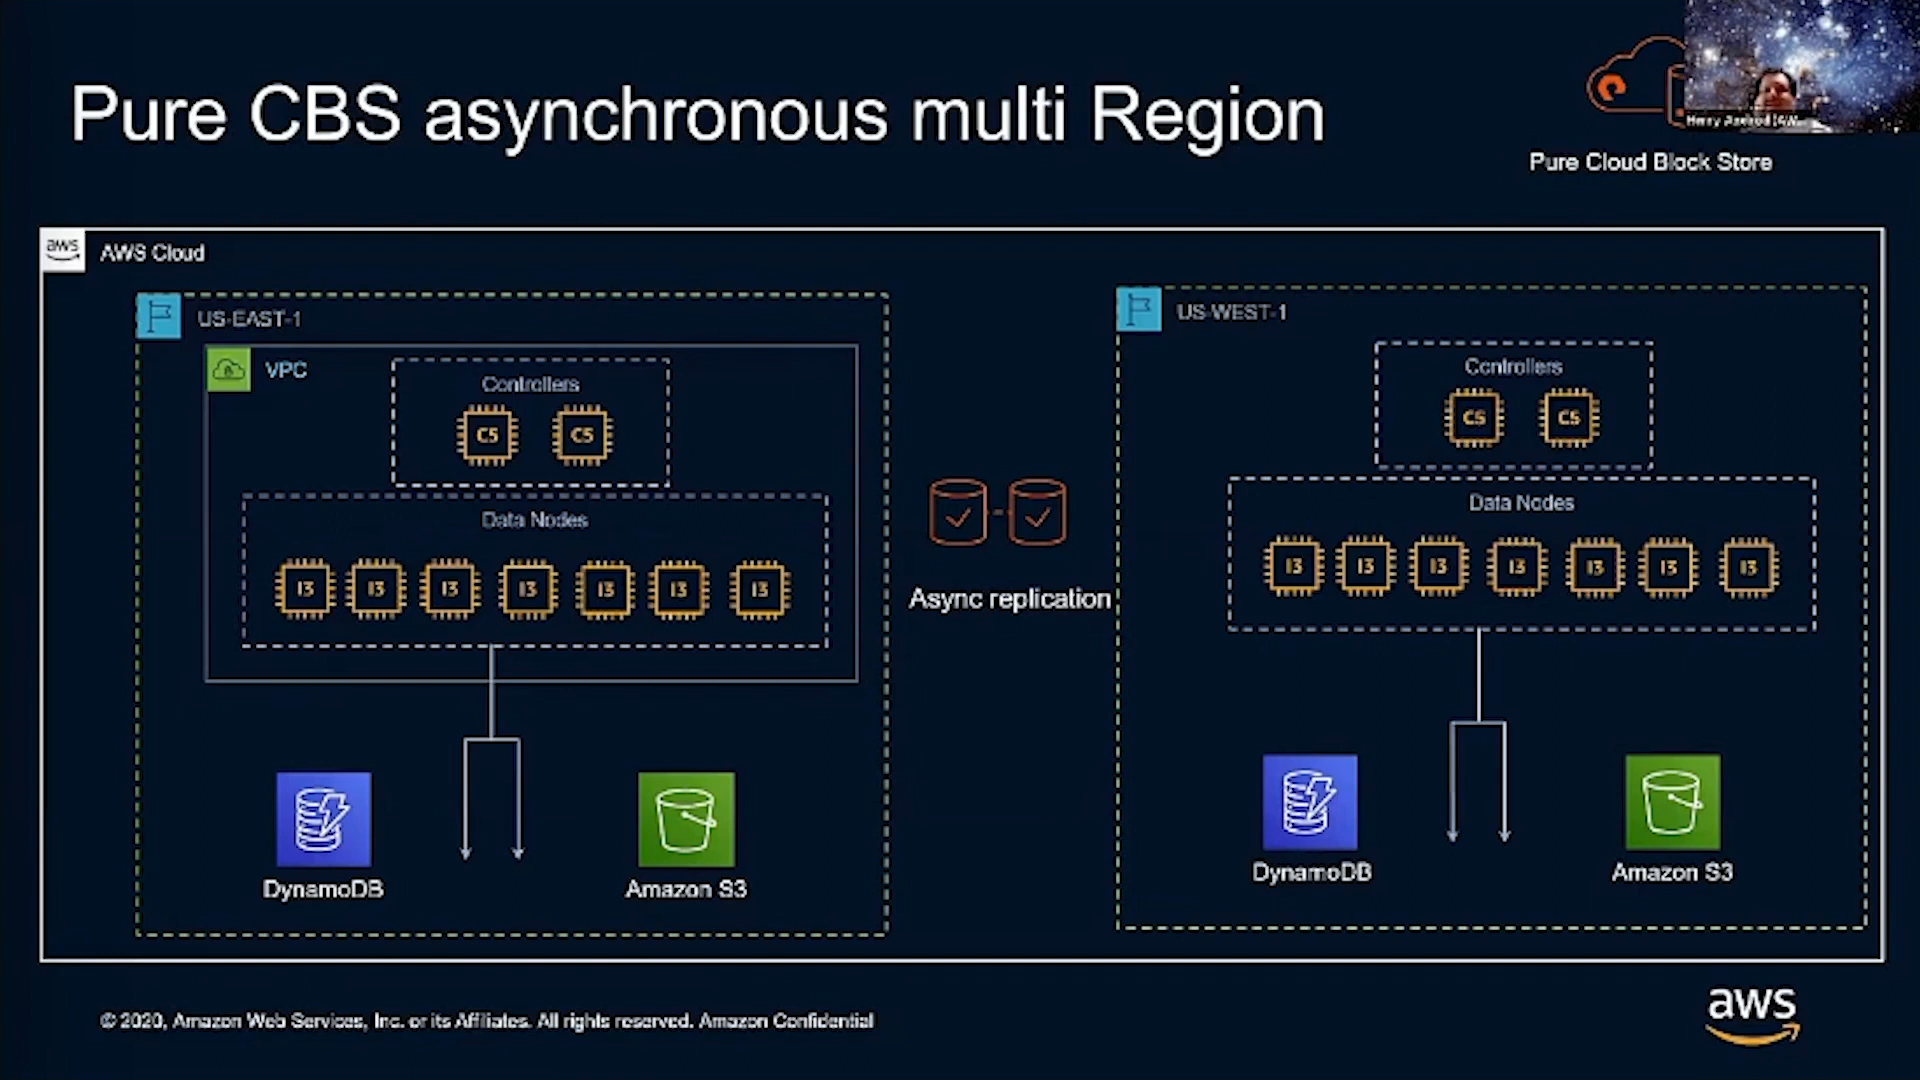 Pure CBS asynchronous multi Region
Pure Cloud Block Store
aws
AWS Cloud
US-EAST-1
VPC
Controllers
C5 C5
Data Nodes
I3 I3 I3 I3 I3 I3 I3
DynamoDB
Amazon S3
Async replication
US-WEST-1
Controllers
C5 C5
Data Nodes
I3 I3 I3 I3 I3 I3 I3
DynamoDB
Amazon S3
© 2020, Amazon Web Services, Inc. or its Affiliates. All rights reserved. Amazon Confidential
aws